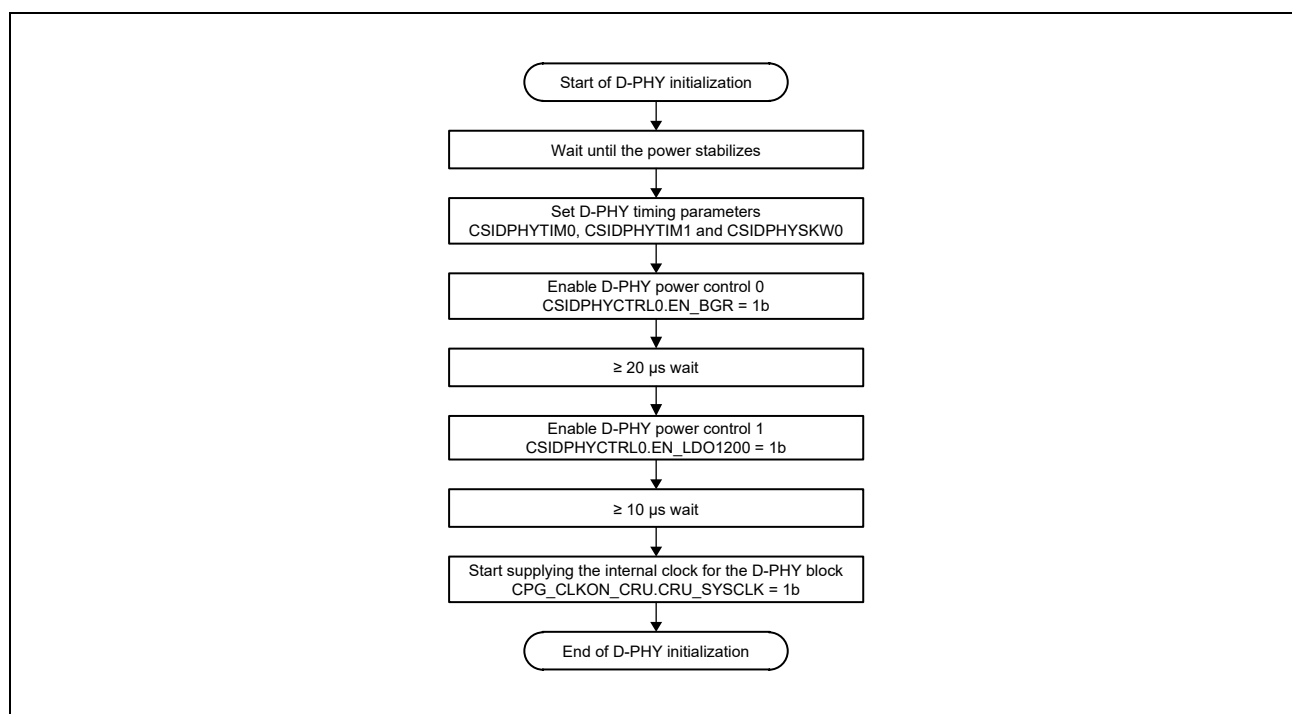 Start of D-PHY initialization
Wait until the power stabilizes
Set D-PHY timing parameters
CSIDPHYTIM0, CSIDPHYTIM1 and CSIDPHYSKW0
Enable D-PHY power control 0
CSIDPHYCTRL0.EN_BGR = 1b
≥ 20 µs wait
Enable D-PHY power control 1
CSIDPHYCTRL0.EN_LDO1200 = 1b
≥ 10 µs wait
Start supplying the internal clock for the D-PHY block
CPG_CLKON_CRU.CRU_SYSCLK = 1b
End of D-PHY initialization